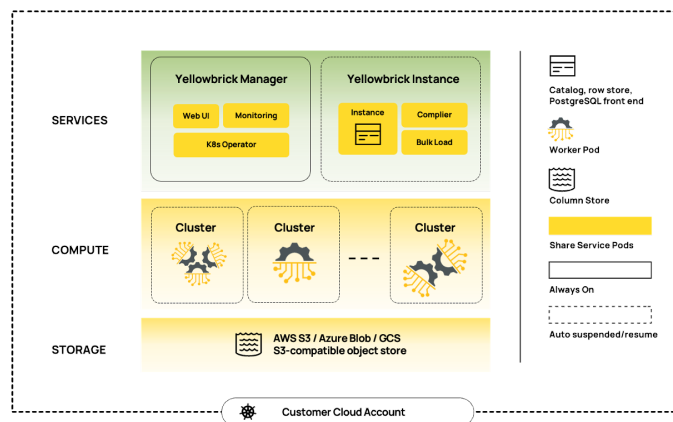 SERVICES
Yellowbrick Manager
Web UI
Monitoring
K8s Operator
Yellowbrick Instance
Instance
Complier
Bulk Load
COMPUTE
Cluster
Cluster
Cluster
STORAGE
AWS S3 / Azure Blob / GCS
S3-compatible object store
Customer Cloud Account
Catalog, row store,
PostgreSQL front end
Worker Pod
Column Store
Share Service Pods
Always On
Auto suspended/resume